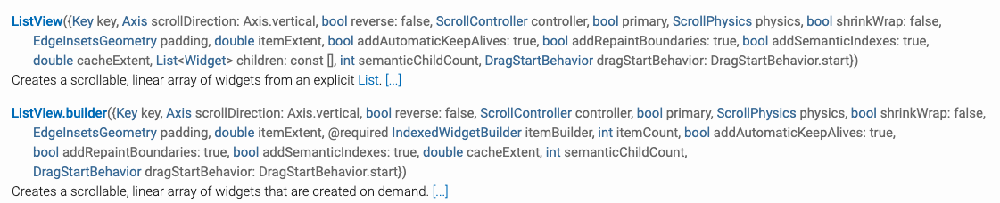 ListView({Key key, Axis scrollDirection: Axis.vertical, bool reverse: false, ScrollController controller, bool primary, ScrollPhysics physics, bool shrinkWrap: false,
EdgeInsetsGeometry padding, double itemExtent, bool addAutomaticKeepAlives: true, bool addRepaintBoundaries: true, bool addSemanticIndexes: true,
double cacheExtent, List<Widget> children: const [], int semanticChildCount, DragStartBehavior dragStartBehavior: DragStartBehavior.start})
Creates a scrollable, linear array of widgets from an explicit List. [...]
ListView.builder({Key key, Axis scrollDirection: Axis.vertical, bool reverse: false, ScrollController controller, bool primary, ScrollPhysics physics, bool shrinkWrap: false,
EdgeInsetsGeometry padding, double itemExtent, @required IndexedWidgetBuilder itemBuilder, int itemCount, bool addAutomaticKeepAlives: true,
bool addRepaintBoundaries: true, bool addSemanticIndexes: true, double cacheExtent, int semanticChildCount,
DragStartBehavior dragStartBehavior: DragStartBehavior.start})
Creates a scrollable, linear array of widgets that are created on demand. [...]